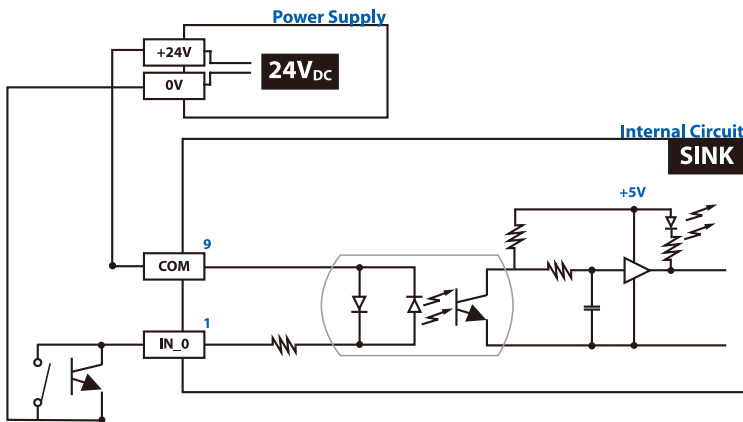 Power Supply
+24V
0V
24VDC
Internal Circuit
SINK
+5V
9
COM
1
IN_0